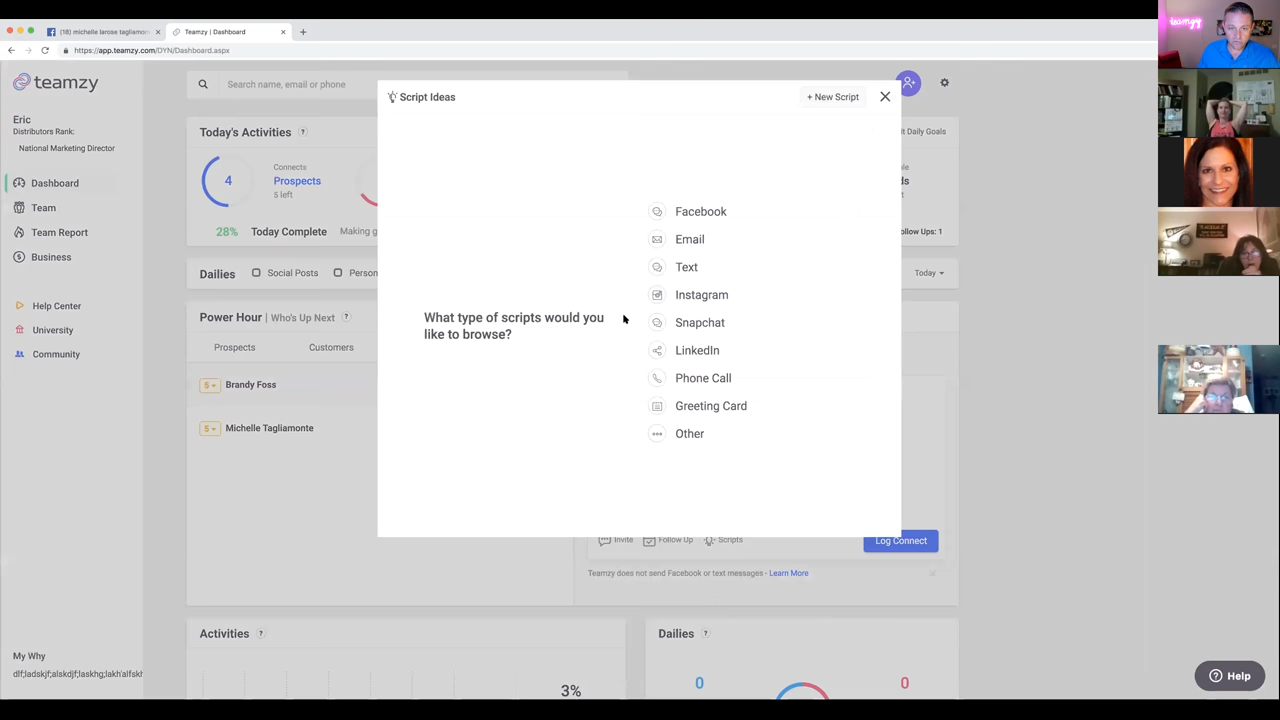 (18) michelle larose tagliamon
Teamzy | Dashboard
https://app.teamzy.com/DYN/Dashboard.aspx
teamzy
teamzy
Search name, email or phone
Eric
Distributors Rank:
National Marketing Director
Dashboard
Team
Team Report
Business
Help Center
University
Community
My Why
dlf;ladskjf;alskdjf;laskhg;lakh'alfskh
Today's Activities
4
Connects
Prospects
5 left
28% Today Complete
Making g
it Daily Goals
ds
ollow Ups: 1
Dailies
Social Posts
Person
Today
Power Hour | Who's Up Next
Prospects
Customers
5
Brandy Foss
5
Michelle Tagliamonte
Script Ideas
+ New Script
What type of scripts would you
like to browse?
Facebook
Email
Text
Instagram
Snapchat
LinkedIn
Phone Call
Greeting Card
Other
Invite
Follow Up
Scripts
Log Connect
Teamzy does not send Facebook or text messages - Learn More
Activities
3%
Dailies
0
0
Help